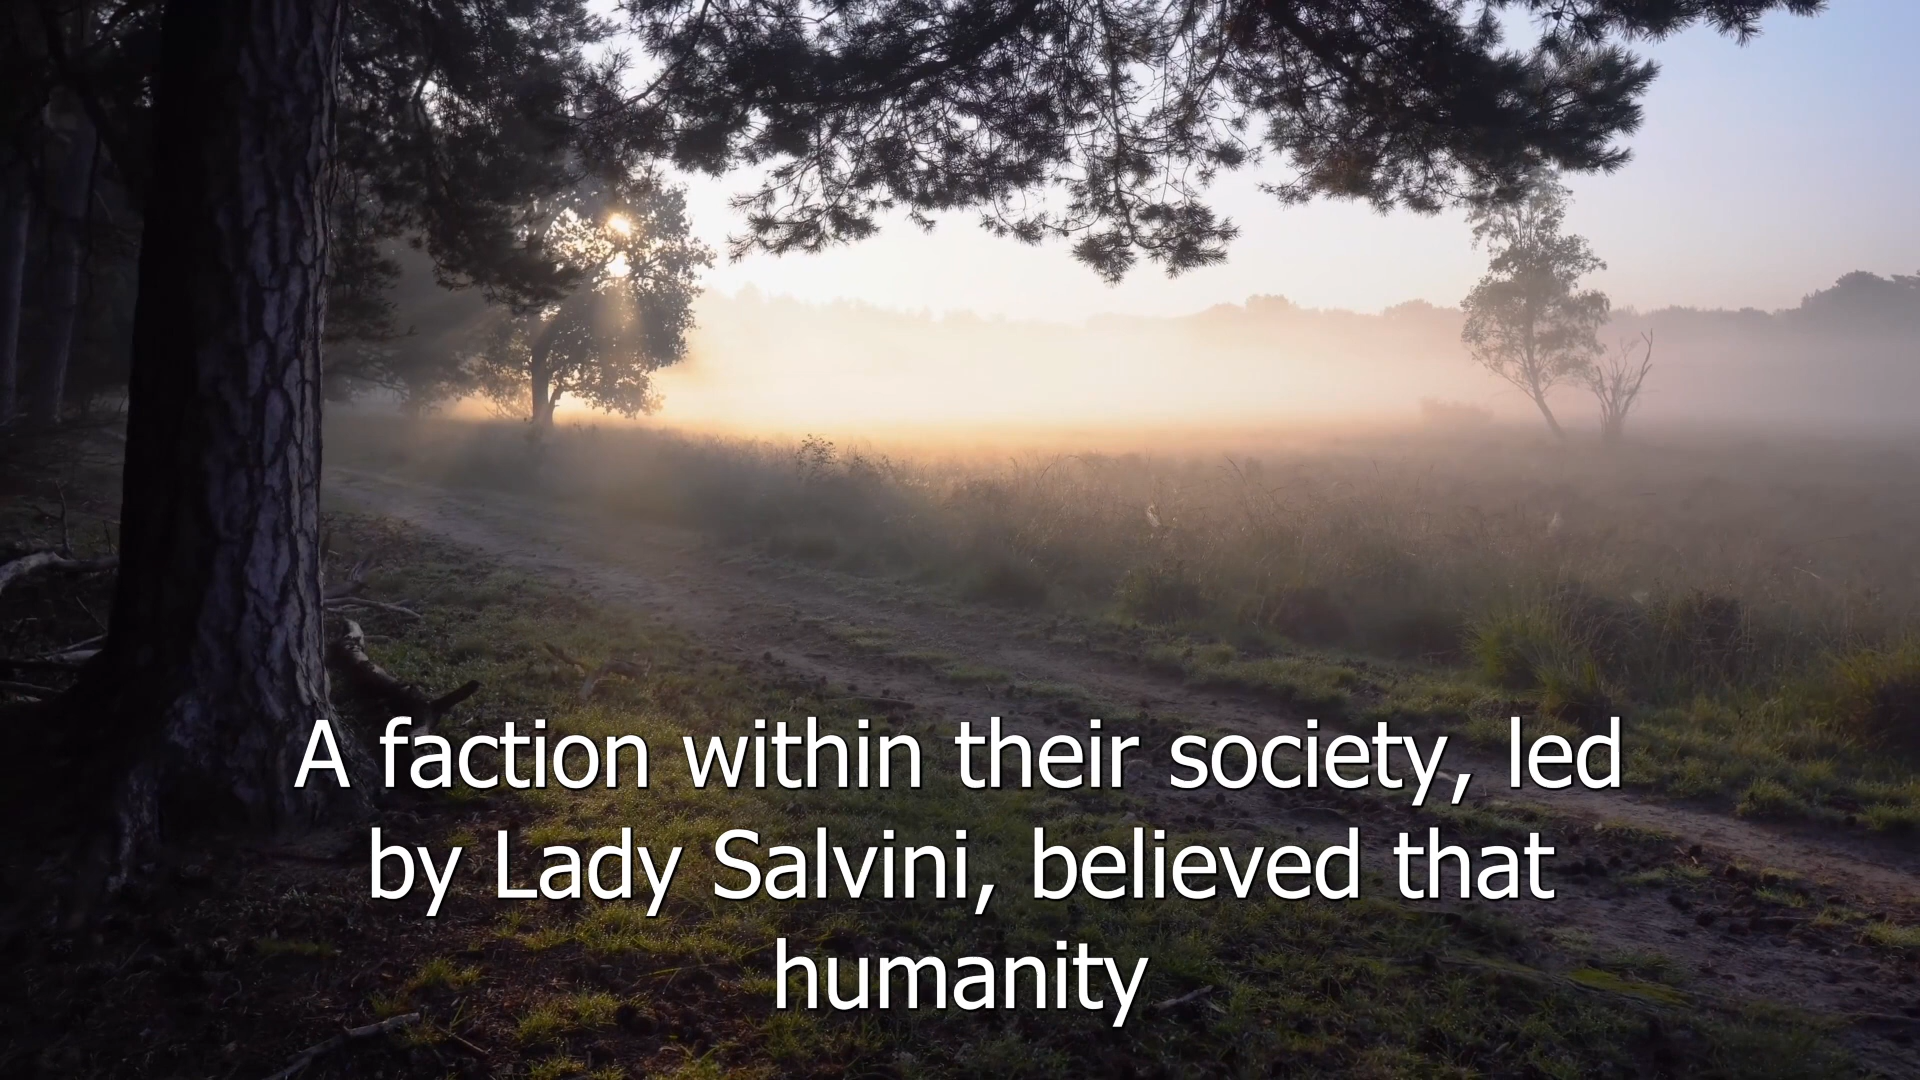 A faction within their society, led
by Lady Salvini, believed that
humanity